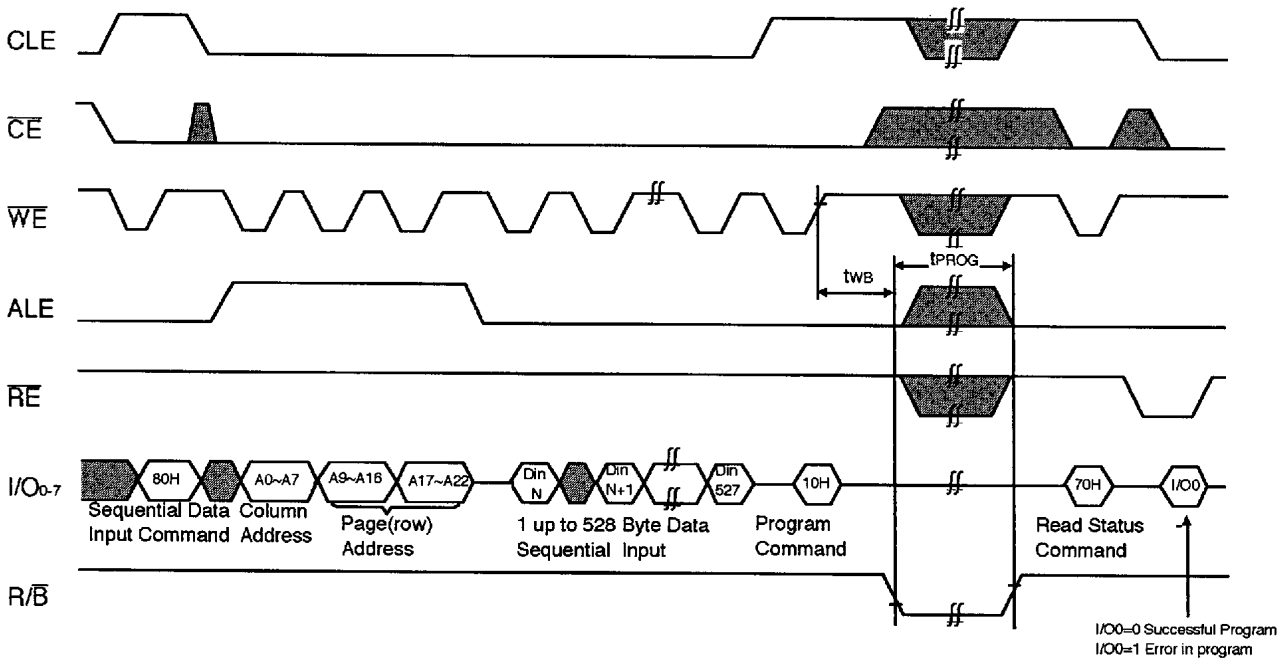 CLE
CE
WE
tPROG
tWB
ALE
RE
I/O0-7
80H
A0~A7
A9~A16
A17~A22
Din
N
Din
N+1
Din
527
10H
70H
I/O0
Sequential Data
Input Command
Column
Address
Page(row)
Address
1 up to 528 Byte Data
Sequential Input
Program
Command
Read Status
Command
R/B
I/O0=0 Successful Program
I/O0=1 Error in program